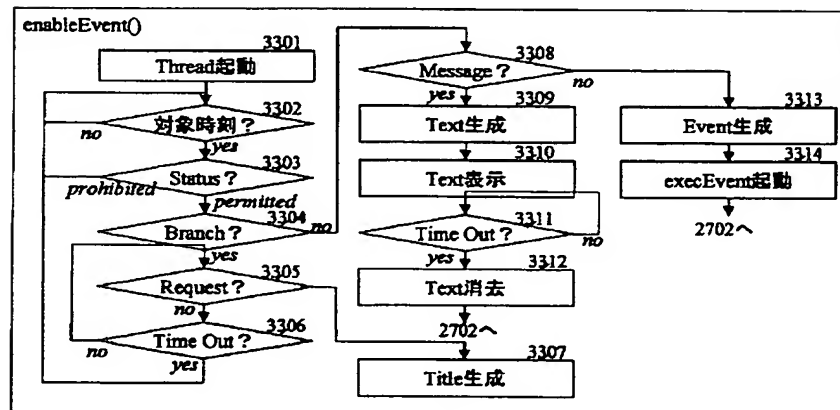 enableEvent()
3301
Thread起動
3302
対象時刻？
no
yes
3303
Status？
prohibited
permitted
3304
Branch？
no
yes
3305
Request？
no
3306
Time Out？
no
yes
3308
Message？
yes
no
3309
Text生成
3310
Text表示
3311
Time Out？
no
yes
3312
Text消去
2702へ
3307
Title生成
3313
Event生成
3314
execEvent起動
2702へ